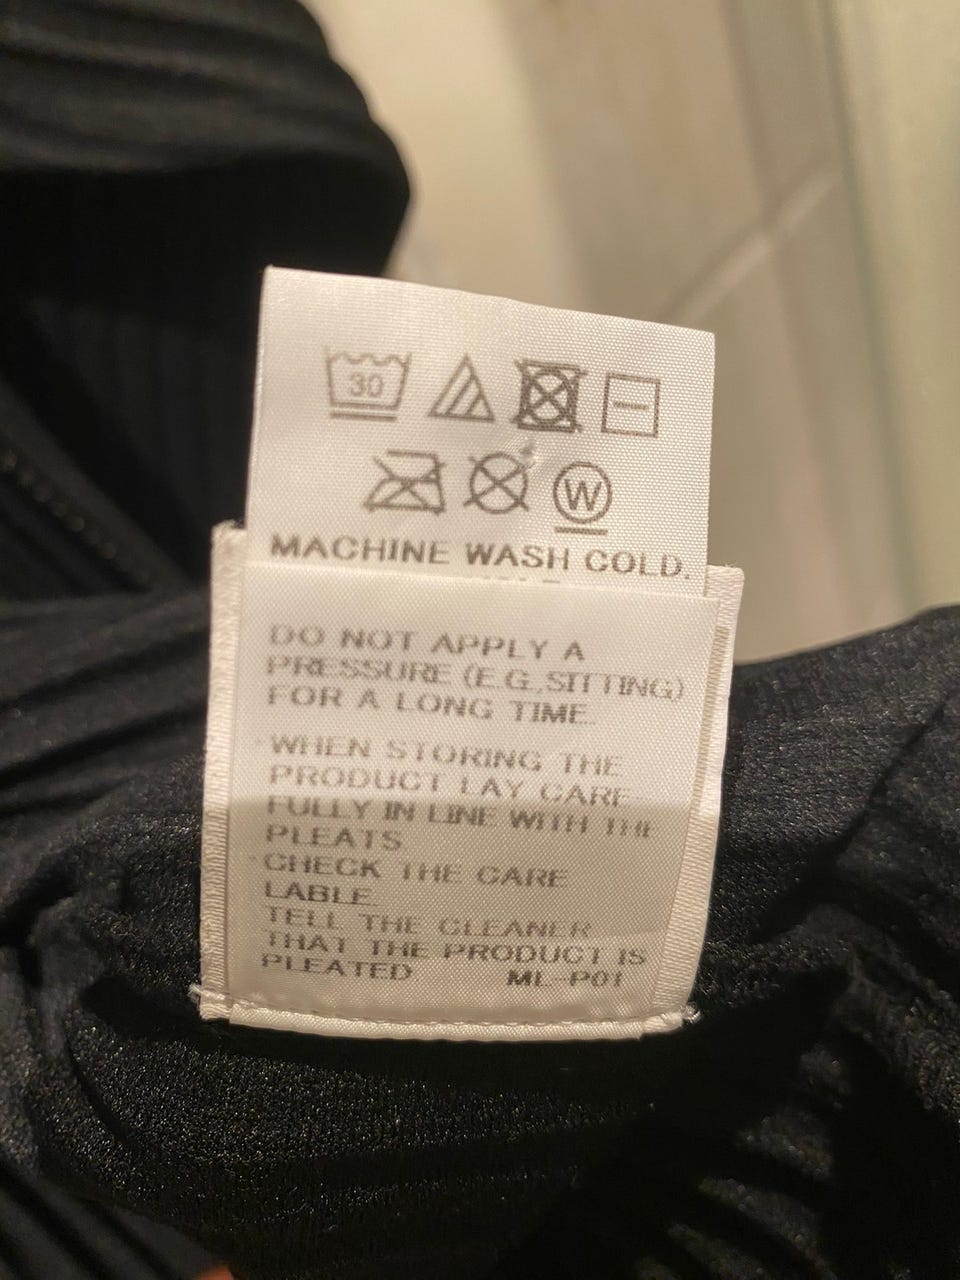 30
W
MACHINE WASH COLD.
DO NOT APPLY A
PRESSURE (E.G.,SITTING)
FOR A LONG TIME.
·WHEN STORING THE
PRODUCT LAY CARE-
FULLY IN LINE WITH THE
PLEATS.
·CHECK THE CARE
LABLE.
TELL THE CLEANER
THAT THE PRODUCT IS
PLEATED. ML-P01